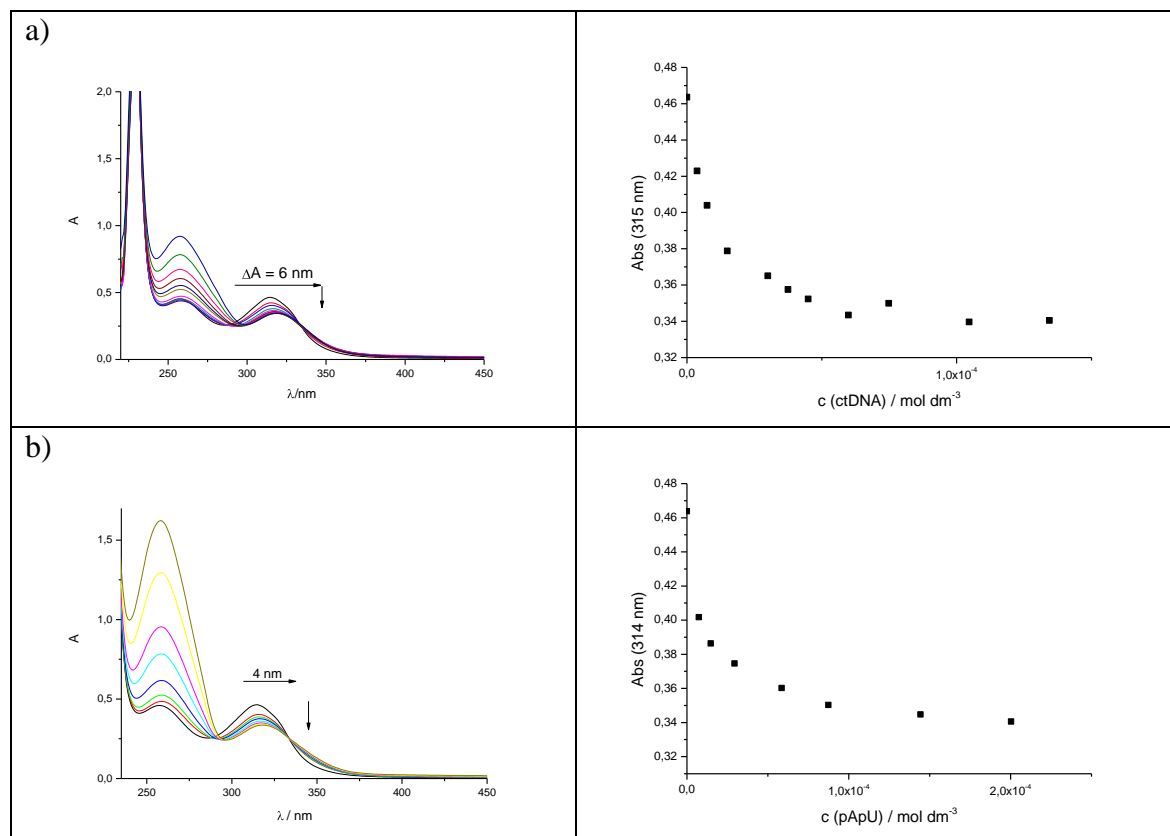 a)
2,0
1,5
1,0
0,5
0,0
A
ΔA = 6 nm
250 300 350 400 450
λ/nm
0,48
0,46
0,44
0,42
0,40
0,38
0,36
0,34
0,32
Abs (315 nm)
0,0 1,0x10⁻⁴
c (ctDNA) / mol dm⁻³
b)
1,5
1,0
0,5
0,0
A
4 nm
250 300 350 400 450
λ / nm
0,48
0,46
0,44
0,42
0,40
0,38
0,36
0,34
0,32
Abs (314 nm)
0,0 1,0x10⁻⁴ 2,0x10⁻⁴
c (pApU) / mol dm⁻³